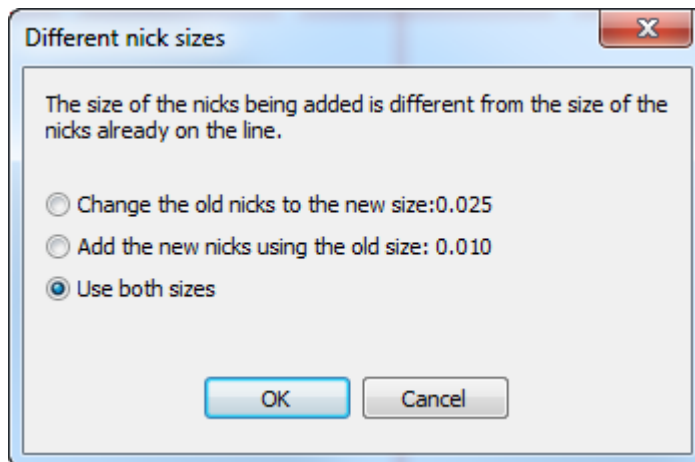 Different nick sizes
The size of the nicks being added is different from the size of the
nicks already on the line.
Change the old nicks to the new size:0.025
Add the new nicks using the old size: 0.010
Use both sizes
OK
Cancel